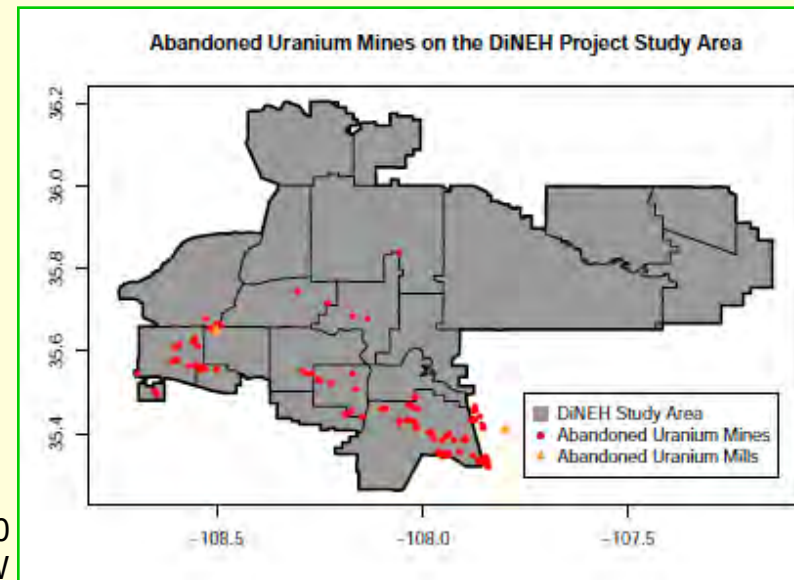 Abandoned Uranium Mines on the DiNEH Project Study Area
36.2
36.0
35.8
35.6
35.4
DiNEH Study Area
Abandoned Uranium Mines
Abandoned Uranium Mills
−108.5
−108.0
−107.5